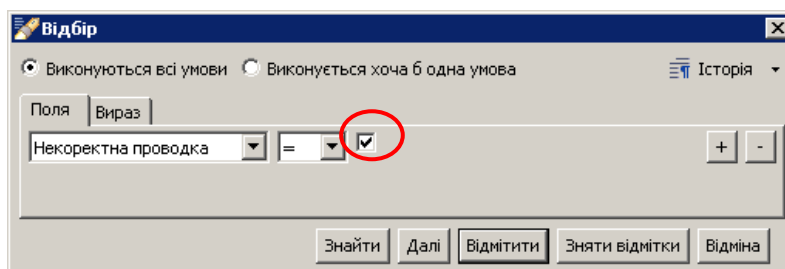 Відбір
Виконуються всі умови Виконується хоча б одна умова Історія
Поля Вираз
Некоректна проводка = + -
Знайти Далі Відмітити Зняти відмітки Відміна